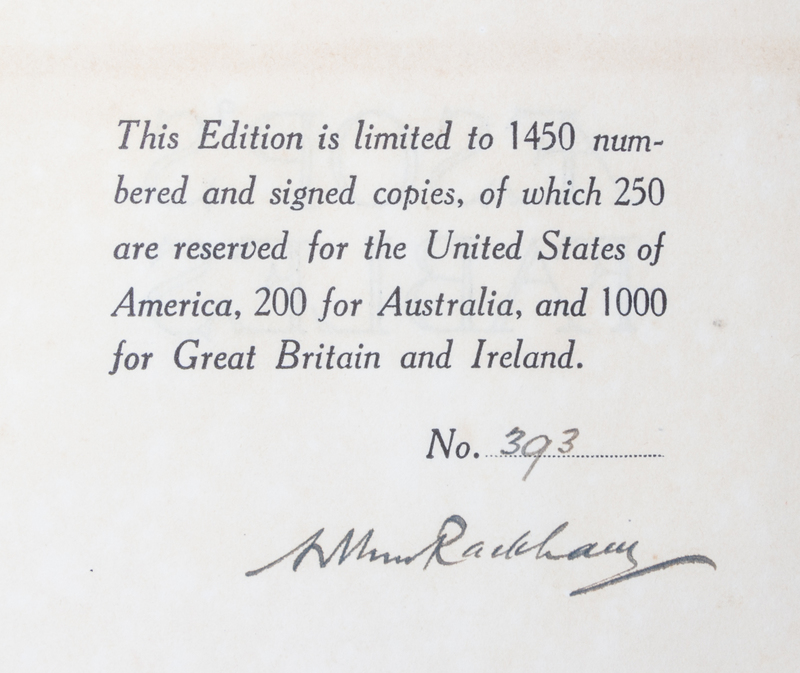 This Edition is limited to 1450 num-
bered and signed copies, of which 250
are reserved for the United States of
America, 200 for Australia, and 1000
for Great Britain and Ireland.
No. 393
Arthur Rackham